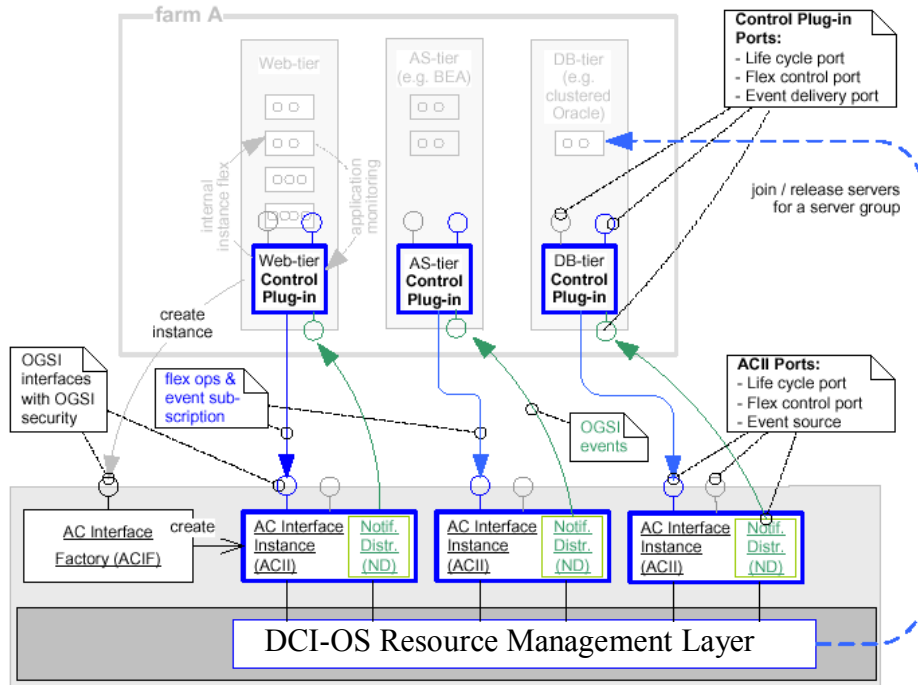 farm A
Control Plug-in
Ports:
- Life cycle port
- Flex control port
- Event delivery port
Web-tier
AS-tier
(e.g. BEA)
DB-tier
(e.g.
clustered
Oracle)
internal
instance flex
application
monitoring
join / release servers
for a server group
Web-tier
Control
Plug-in
AS-tier
Control
Plug-in
DB-tier
Control
Plug-in
create
instance
OGSI
interfaces
with OGSI
security
flex ops &
event sub-
scription
OGSI
events
ACII Ports:
- Life cycle port
- Flex control port
- Event source
AC Interface
Factory (ACIF)
create
AC Interface
Instance
(ACII)
Notif.
Distr.
(ND)
AC Interface
Instance
(ACII)
Notif.
Distr.
(ND)
AC Interface
Instance
(ACII)
Notif.
Distr.
(ND)
DCI-OS Resource Management Layer